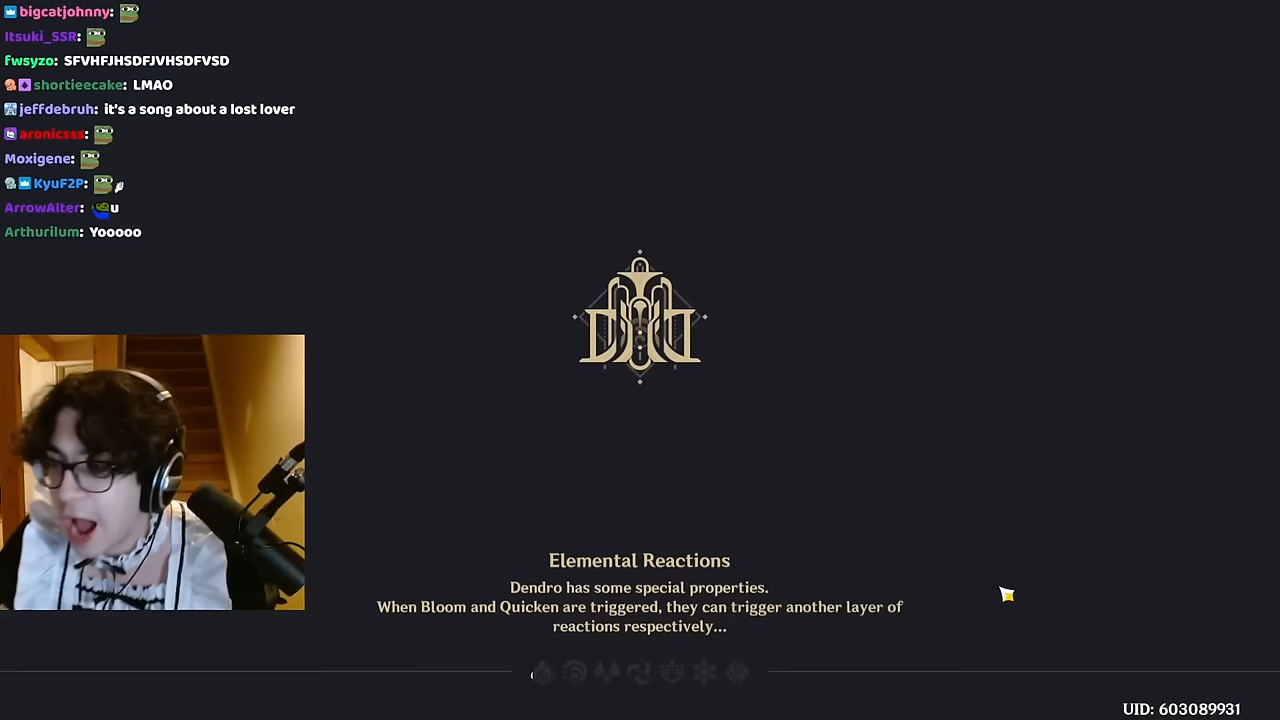 bigcatjohnny:
Itsuki_SSR:
fwsyzo: SFVHFJHSDFJVHSDFVSD
shortieecake: LMAO
jeffdebruh: it's a song about a lost lover
aronicsss:
Moxigene:
KyuF2P:
ArrowAlter: u
Arthurilum: Yooooo
Elemental Reactions
Dendro has some special properties.
When Bloom and Quicken are triggered, they can trigger another layer of
reactions respectively...
UID: 603089931